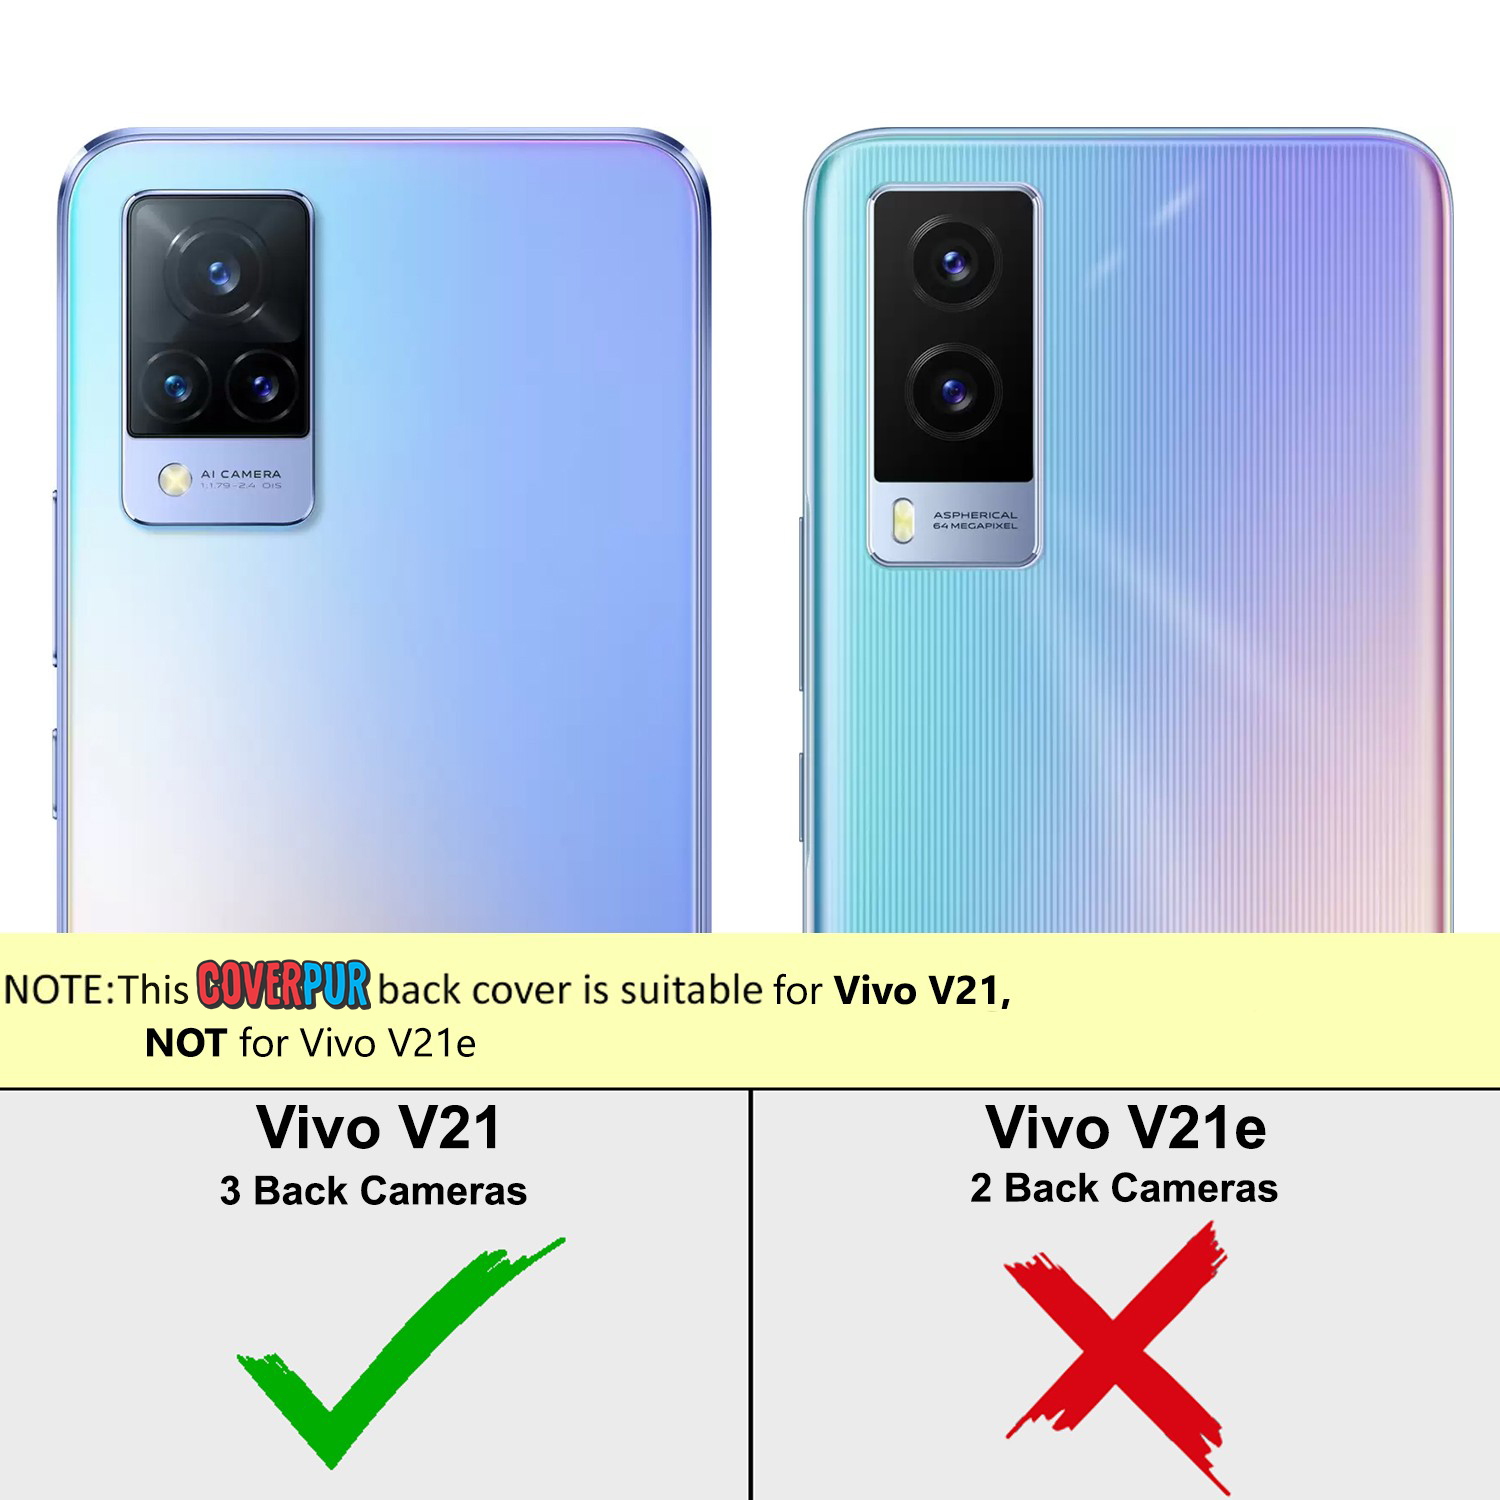 AI CAMERA
1:1.79-2.4 OIS
ASPHERICAL
64 MEGAPIXEL
NOTE:This COVERPUR back cover is suitable for Vivo V21,
NOT for Vivo V21e
Vivo V21
3 Back Cameras
Vivo V21e
2 Back Cameras